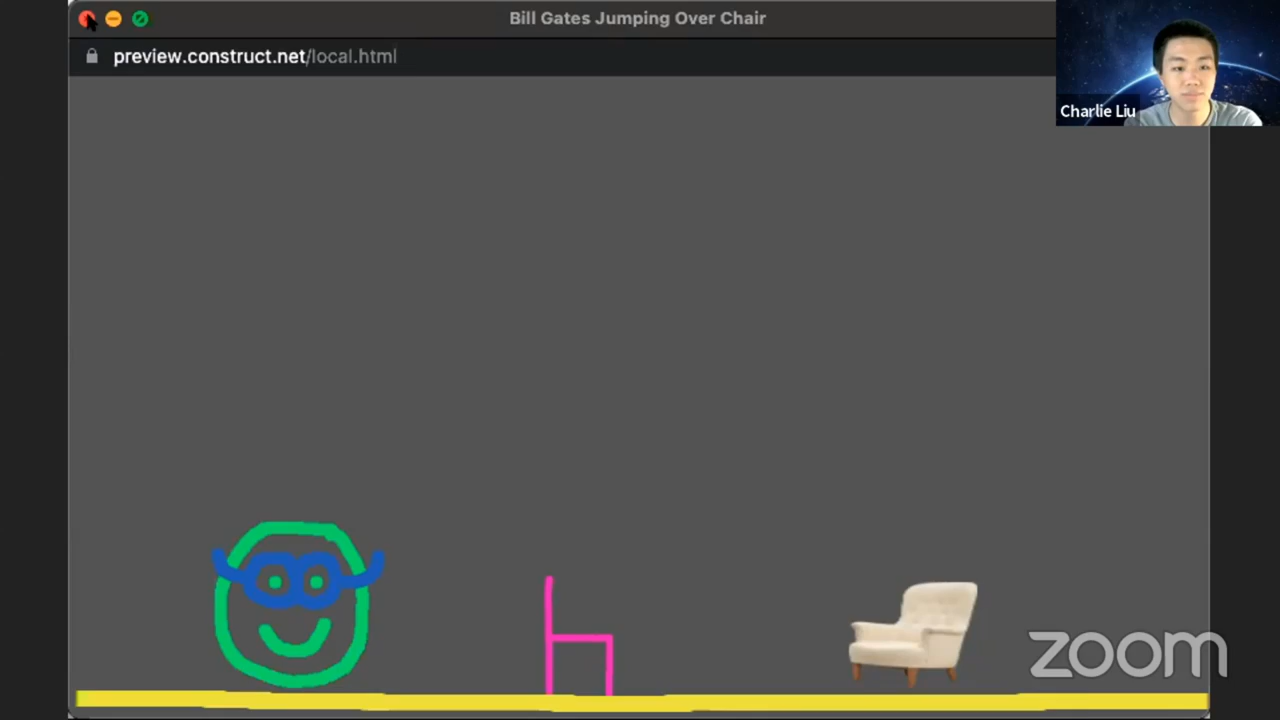 Bill Gates Jumping Over Chair
preview.construct.net/local.html
Charlie Liu
zoom